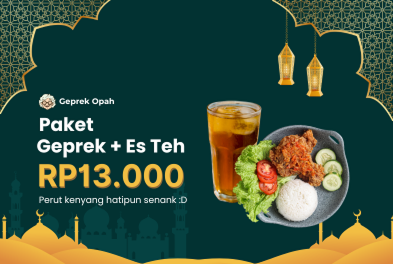 Geprek Opah
Paket
Geprek + Es Teh
RP13.000
Perut kenyang hatipun senank :D